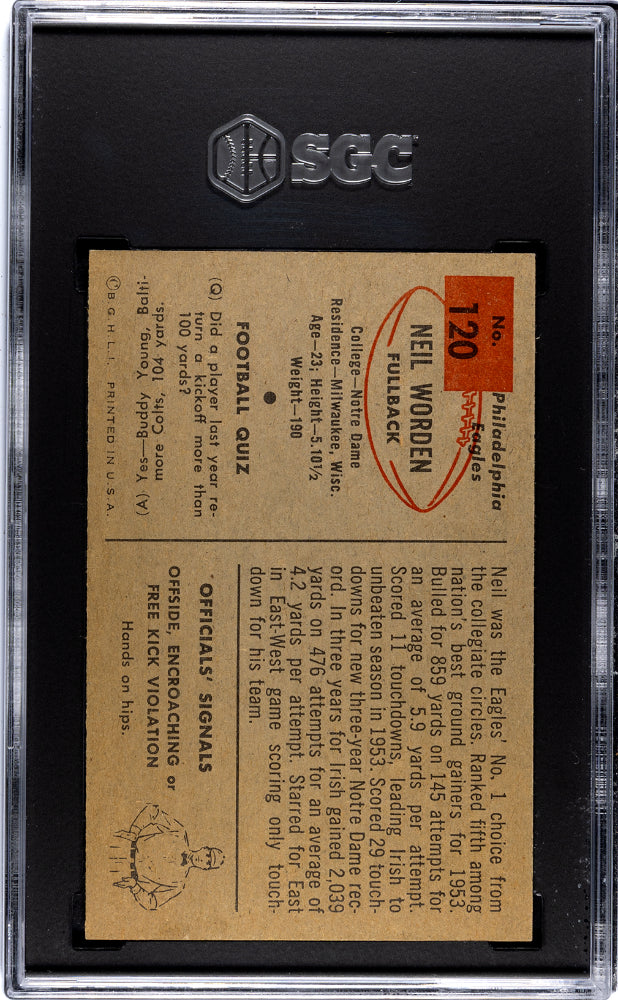 SGC
No.
120
Philadelphia
Eagles
NEIL WORDEN
FULLBACK
College—Notre Dame
Residence—Milwaukee, Wisc.
Age—23; Height—5.10½
Weight—190
FOOTBALL QUIZ
(Q) Did a player last year re-
turn a kickoff more than
100 yards?
(A) Yes—Buddy Young, Balti-
more Colts, 104 yards.
©B. G. H. L. I. PRINTED IN U. S. A.
Neil was the Eagles' No. 1 choice from
the collegiate circles. Ranked fifth among
nation's best ground gainers for 1953.
Bulled for 859 yards on 145 attempts for
an average of 5.9 yards per attempt.
Scored 11 touchdowns, leading Irish to
unbeaten season in 1953. Scored 29 touch-
downs for new three-year Notre Dame rec-
ord. In three years for Irish gained 2,039
yards on 476 attempts for an average of
4.2 yards per attempt. Starred for East
in East-West game scoring only touch-
down for his team.
OFFICIALS' SIGNALS
OFFSIDE, ENCROACHING or
FREE KICK VIOLATION
Hands on hips.